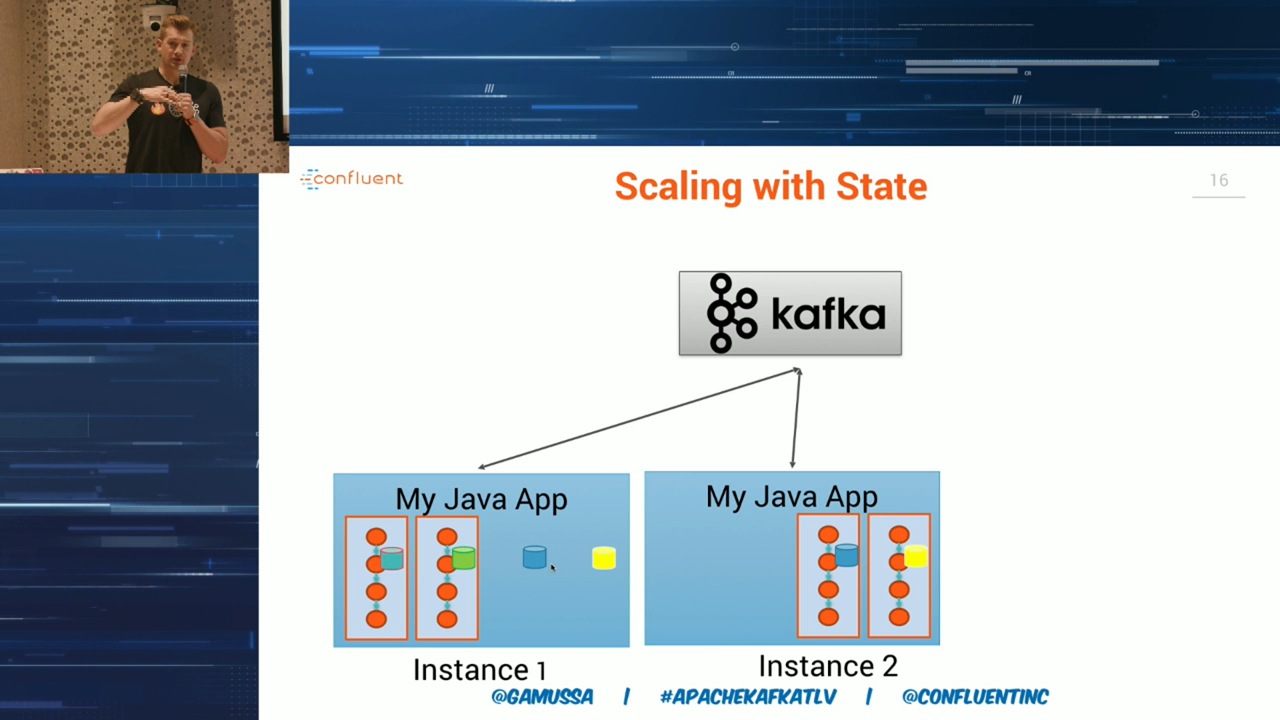 confluent
Scaling with State
16
kafka
My Java App
My Java App
Instance 1
Instance 2
@GAMUSSA | #APACHEKAFKATLV | @CONFLUENTINC